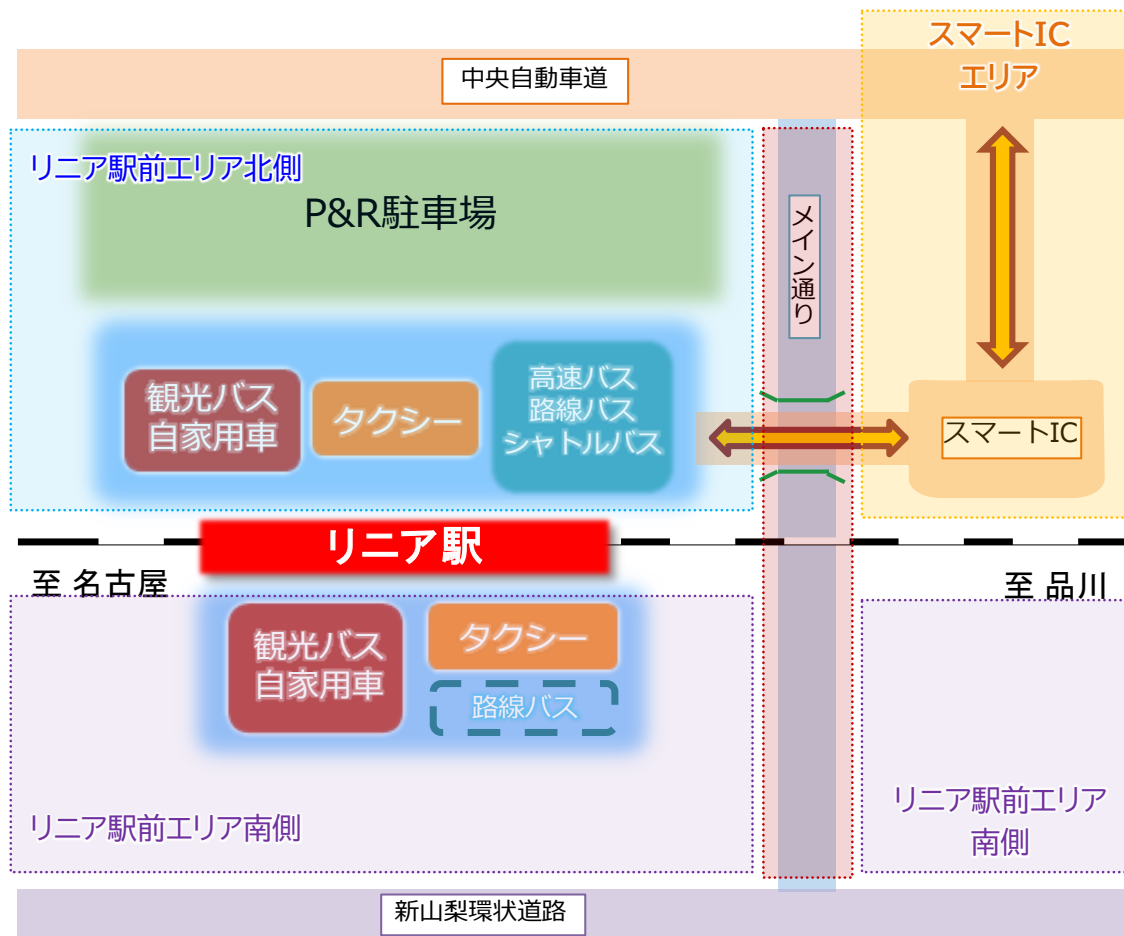 スマートIC
エリア
中央自動車道
リニア駅前エリア北側
P&R駐車場
メイン通り
観光バス
自家用車
タクシー
高速バス
路線バス
シャトルバス
スマートIC
リニア駅
至 名古屋
至 品川
観光バス
自家用車
タクシー
路線バス
リニア駅前エリア南側
リニア駅前エリア
南側
新山梨環状道路